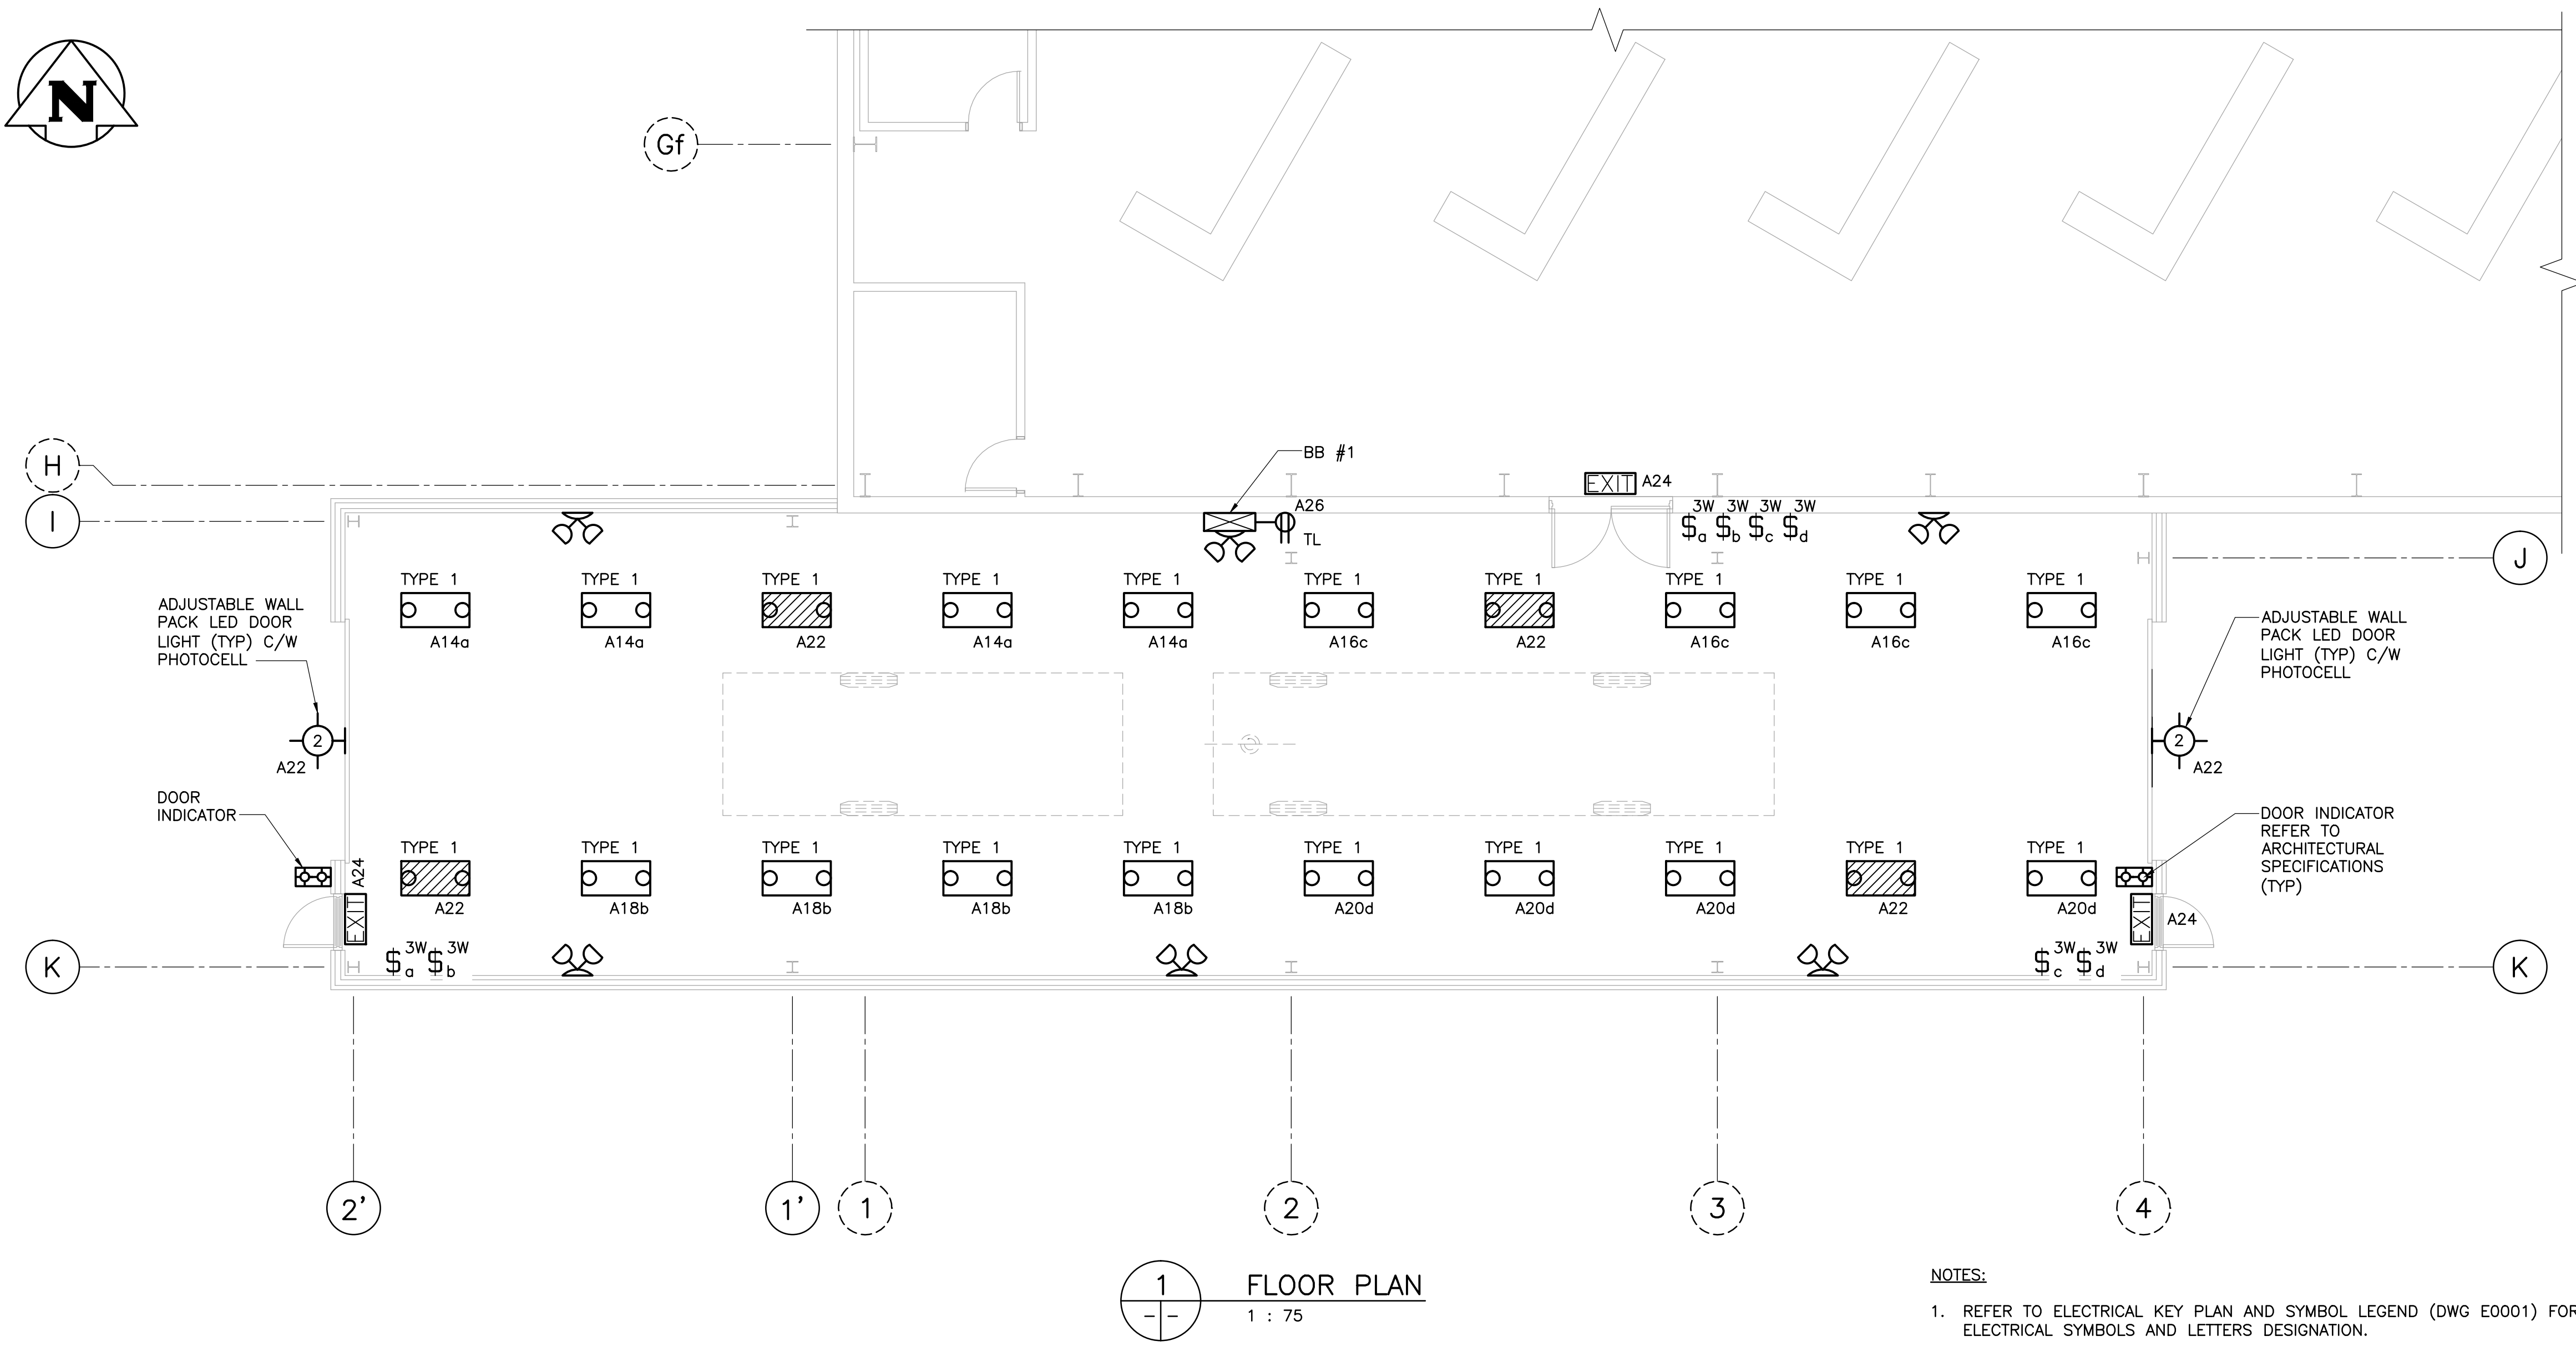 N
Gf
H
BB #1
EXIT A24
I
A26
TL
3W 3W 3W 3W
$a $b $c $d
J
TYPE 1 TYPE 1 TYPE 1 TYPE 1 TYPE 1 TYPE 1 TYPE 1 TYPE 1 TYPE 1 TYPE 1
A14a A14a A22 A14a A14a A16c A22 A16c A16c A16c
ADJUSTABLE WALL
PACK LED DOOR
LIGHT (TYP) C/W
PHOTOCELL
2
A22
ADJUSTABLE WALL
PACK LED DOOR
LIGHT (TYP) C/W
PHOTOCELL
2
A22
DOOR
INDICATOR
DOOR INDICATOR
REFER TO
ARCHITECTURAL
SPECIFICATIONS
(TYP)
TYPE 1 TYPE 1 TYPE 1 TYPE 1 TYPE 1 TYPE 1 TYPE 1 TYPE 1 TYPE 1 TYPE 1
A22 A18b A18b A18b A18b A20d A20d A20d A22 A20d
EXIT A24
EXIT
A24
3W 3W
$a $b
3W 3W
$c $d
K
K
2' 1' 1 2 3 4
1
- -
FLOOR PLAN
1 : 75
NOTES:
1. REFER TO ELECTRICAL KEY PLAN AND SYMBOL LEGEND (DWG E0001) FOR
ELECTRICAL SYMBOLS AND LETTERS DESIGNATION.